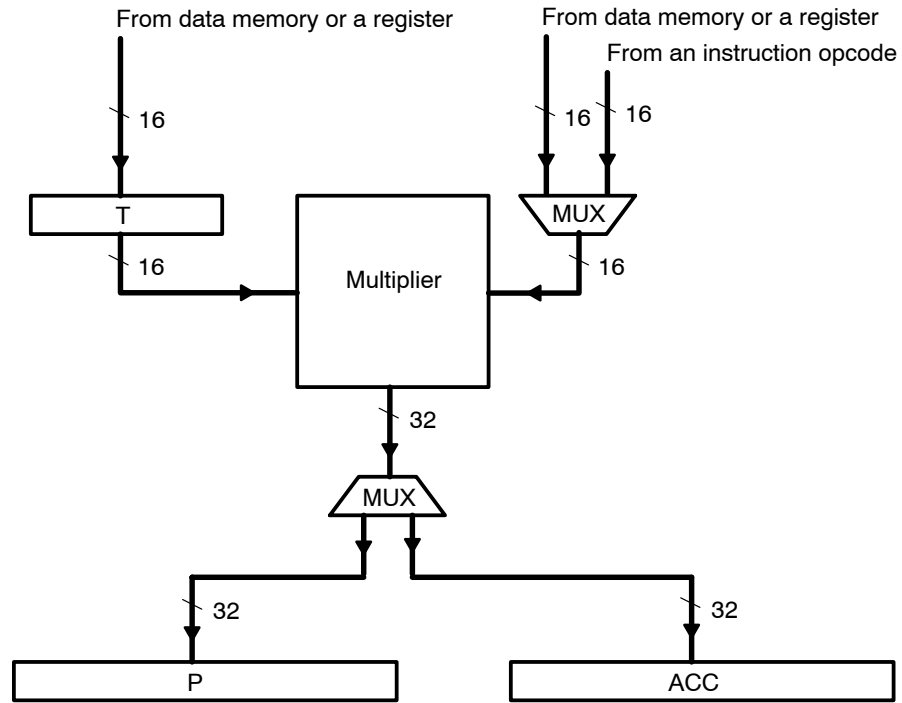 From data memory or a register
From data memory or a register
From an instruction opcode
16
16
16
T
MUX
16
16
Multiplier
32
MUX
32
32
P
ACC